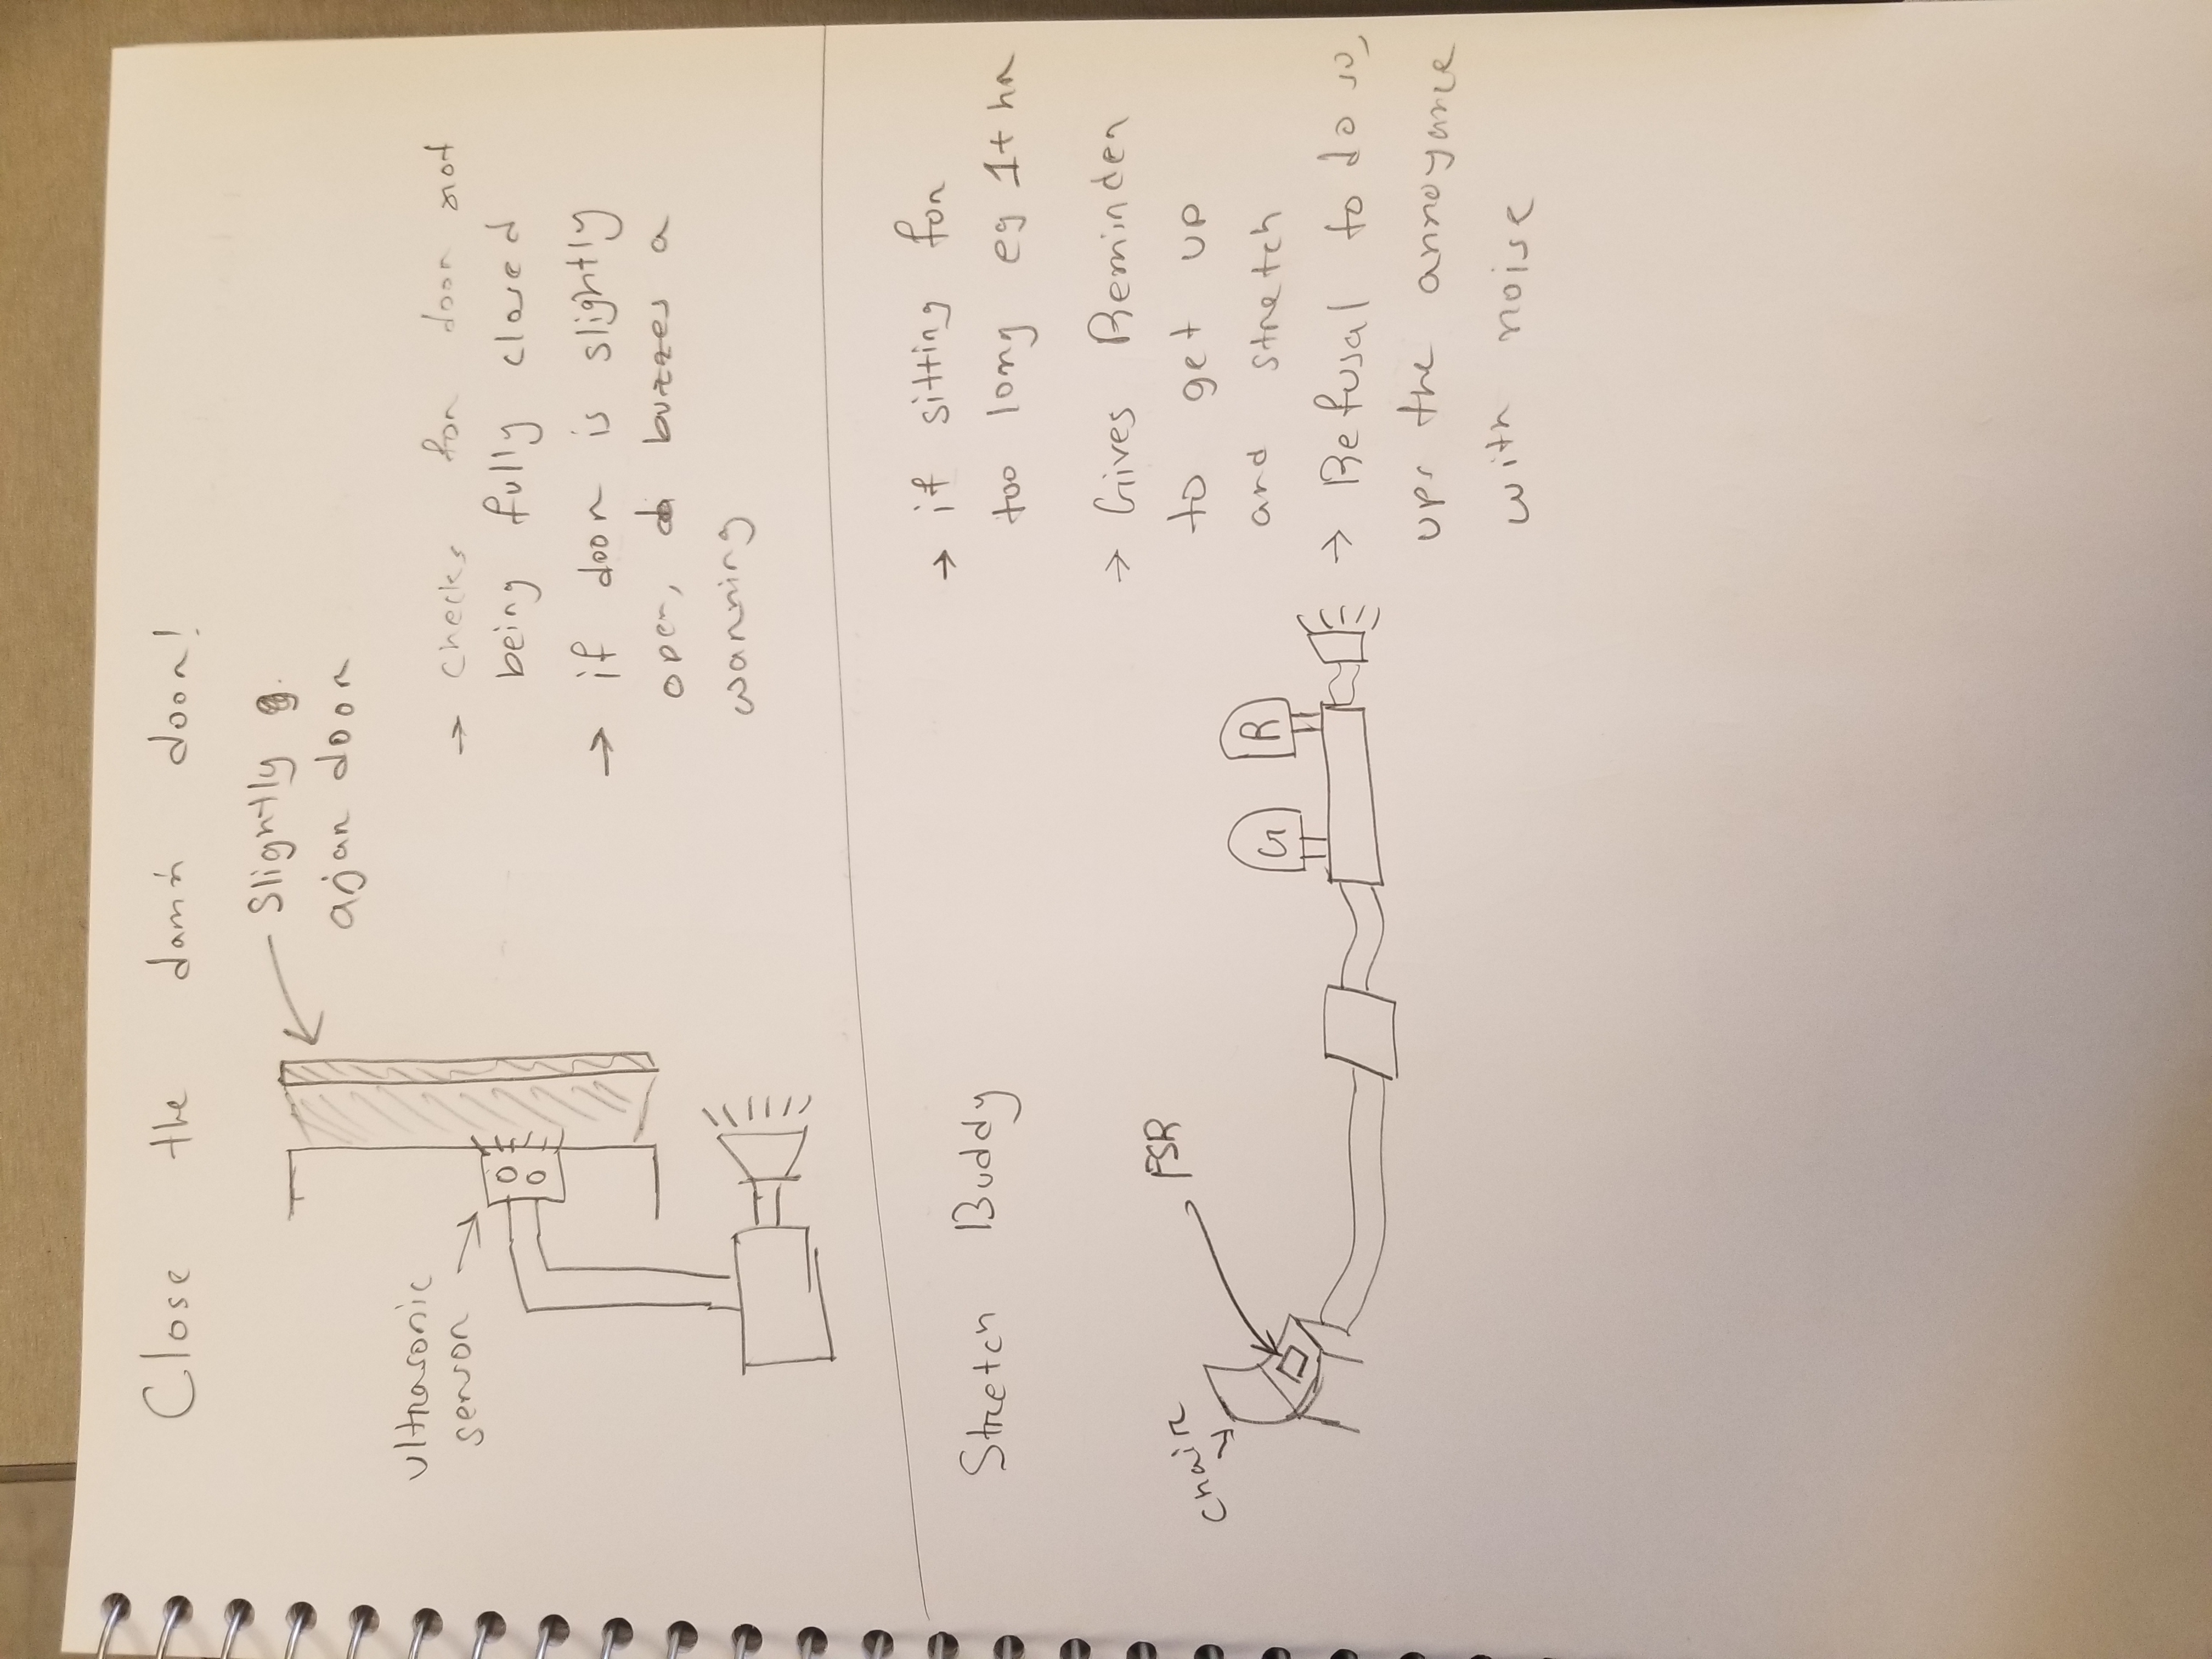 Close the damn door!
Slightly
ajar door
ultrasonic
sensor
→ checks for door not
being fully closed
→ if door is slightly
open, buzzes a
warning
Stretch Buddy
→ if sitting for
too long eg 1+ hr
→ Gives Reminder
to get up
and stretch
→ Refusal to do so,
ups the annoyance
with noise
chair
FSR
G R